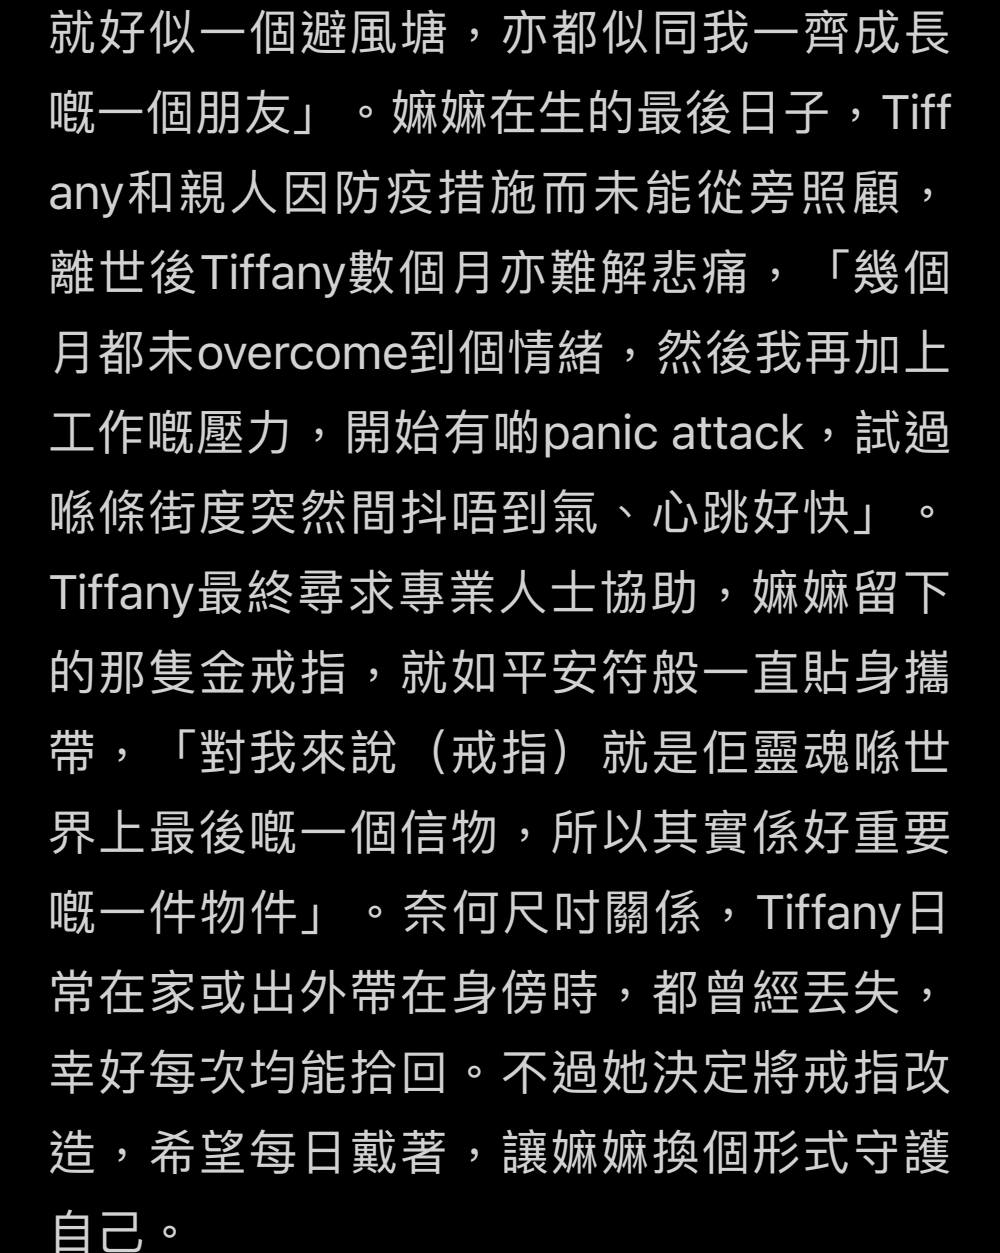 就好似一個避風塘，亦都似同我一齊成長
嘅一個朋友」。嫲嫲在生的最後日子，Tiff
any和親人因防疫措施而未能從旁照顧，
離世後Tiffany數個月亦難解悲痛，「幾個
月都未overcome到個情緒，然後我再加上
工作嘅壓力，開始有啲panic attack，試過
喺條街度突然間抖唔到氣、心跳好快」。
Tiffany最終尋求專業人士協助，嫲嫲留下
的那隻金戒指，就如平安符般一直貼身攜
帶，「對我來說（戒指）就是佢靈魂喺世
界上最後嘅一個信物，所以其實係好重要
嘅一件物件」。奈何尺吋關係，Tiffany日
常在家或出外帶在身傍時，都曾經丟失，
幸好每次均能拾回。不過她決定將戒指改
造，希望每日戴著，讓嫲嫲換個形式守護
自己。